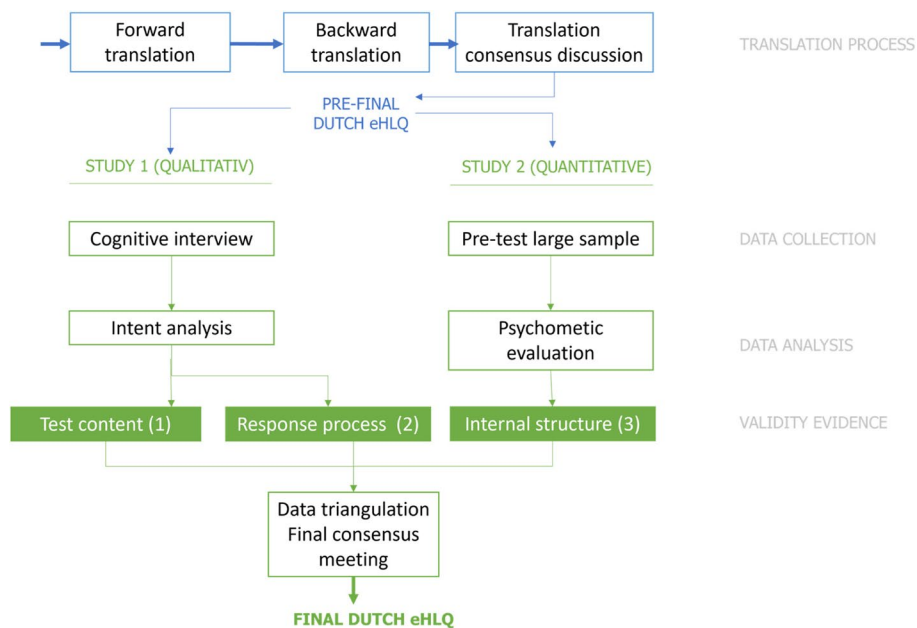 Forward
translation
Backward
translation
Translation
consensus discussion
TRANSLATION PROCESS
PRE-FINAL
DUTCH eHLQ
STUDY 1 (QUALITATIV)
STUDY 2 (QUANTITATIVE)
Cognitive interview
Pre-test large sample
DATA COLLECTION
Intent analysis
Psychometic
evaluation
DATA ANALYSIS
Test content (1)
Response process (2)
Internal structure (3)
VALIDITY EVIDENCE
Data triangulation
Final consensus
meeting
FINAL DUTCH eHLQ